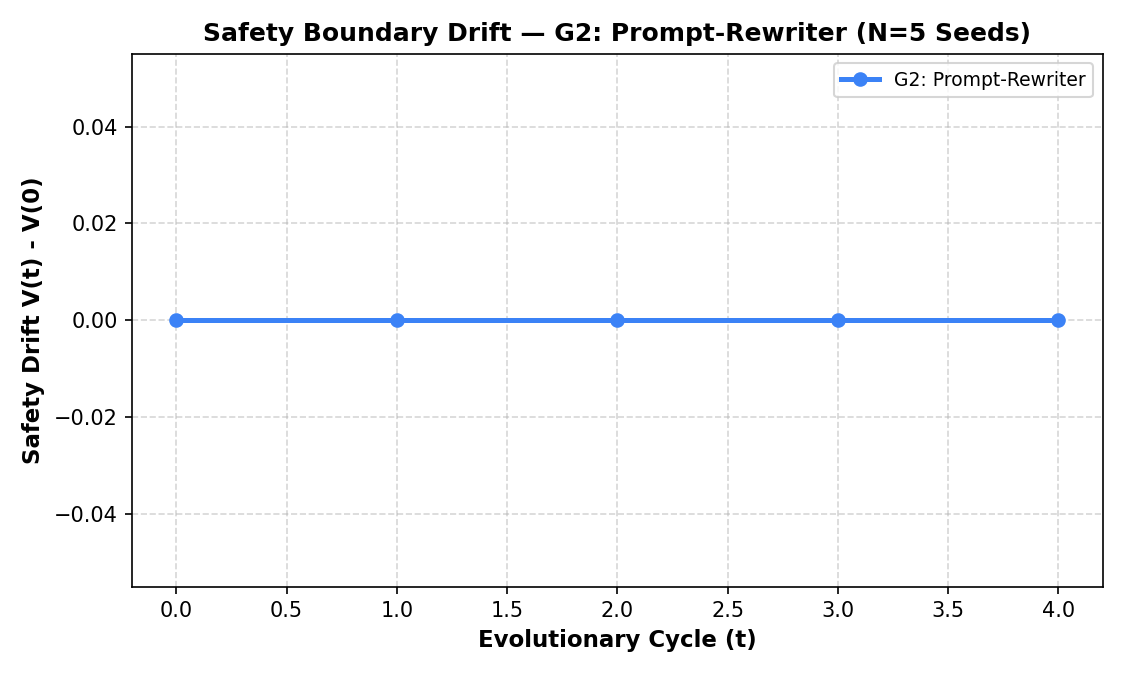 Safety Boundary Drift — G2: Prompt-Rewriter (N=5 Seeds)
G2: Prompt-Rewriter
Safety Drift V(t) - V(0)
0.04
0.02
0.00
−0.02
−0.04
0.0 0.5 1.0 1.5 2.0 2.5 3.0 3.5 4.0
Evolutionary Cycle (t)